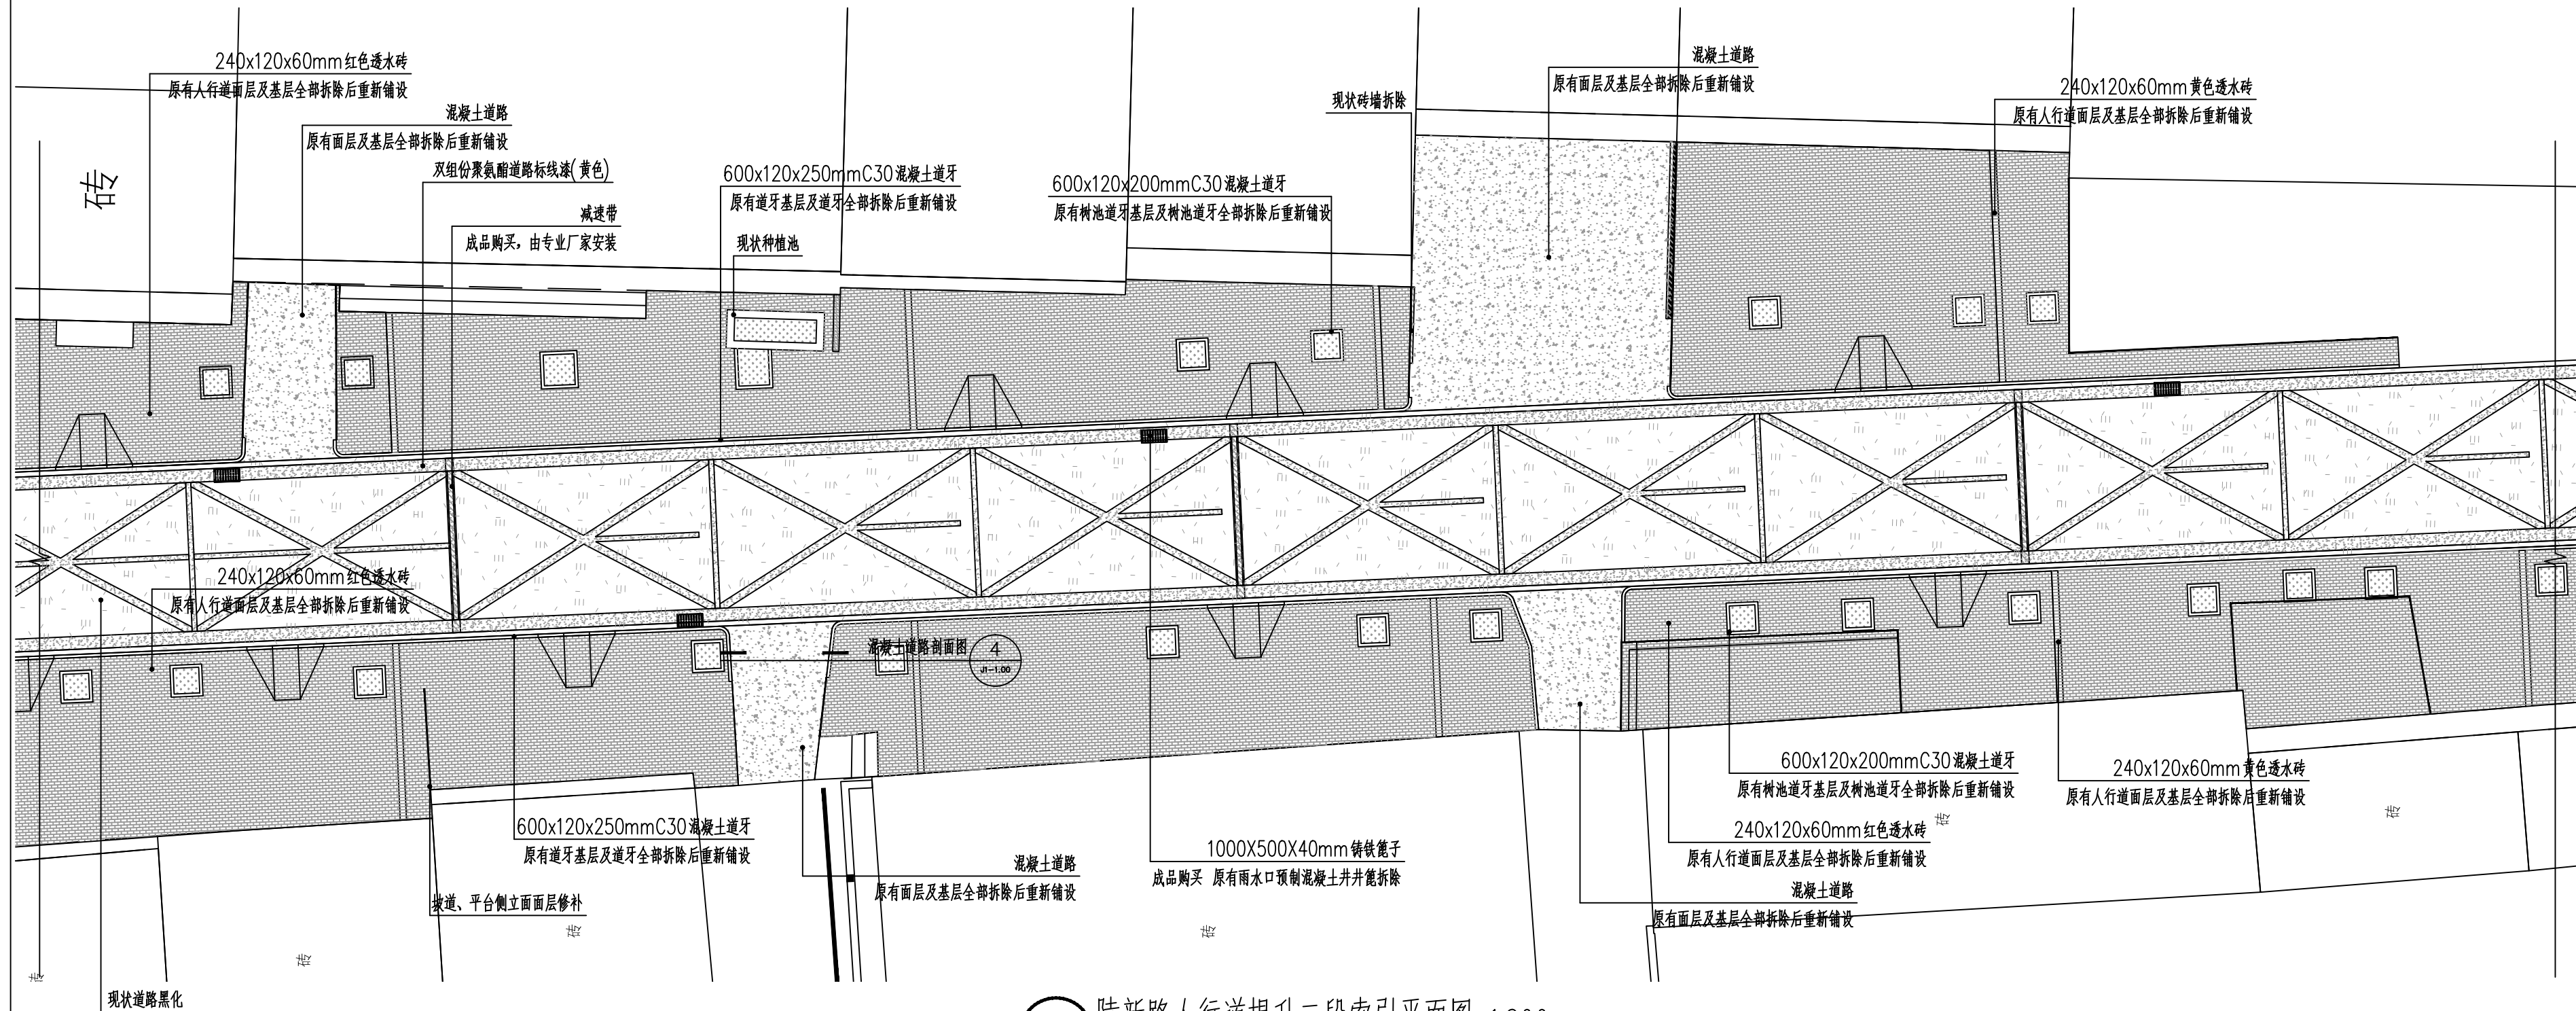 240x120x60mm红色透水砖
原有人行道面层及基层全部拆除后重新铺设
混凝土道路
原有面层及基层全部拆除后重新铺设
双组份聚氨酯道路标线漆(黄色)
减速带
成品购买，由专业厂家安装
600x120x250mmC30混凝土道牙
原有道牙基层及道牙全部拆除后重新铺设
现状种植池
600x120x200mmC30混凝土道牙
原有树池道牙基层及树池道牙全部拆除后重新铺设
现状砖墙拆除
混凝土道路
原有面层及基层全部拆除后重新铺设
240x120x60mm黄色透水砖
原有人行道面层及基层全部拆除后重新铺设
砖
240x120x60mm红色透水砖
原有人行道面层及基层全部拆除后重新铺设
混凝土道路剖面图
4
J1-1.00
600x120x250mmC30混凝土道牙
原有道牙基层及道牙全部拆除后重新铺设
坡道、平台侧立面面层修补
混凝土道路
原有面层及基层全部拆除后重新铺设
1000X500X40mm铸铁篦子
成品购买 原有雨水口预制混凝土井井篦拆除
600x120x200mmC30混凝土道牙
原有树池道牙基层及树池道牙全部拆除后重新铺设
240x120x60mm黄色透水砖
原有人行道面层及基层全部拆除后重新铺设
240x120x60mm红色透水砖
原有人行道面层及基层全部拆除后重新铺设
混凝土道路
原有面层及基层全部拆除后重新铺设
砖
砖
砖
砖
砖
砖
现状道路黑化
陆新路人行道提升二段索引平面图